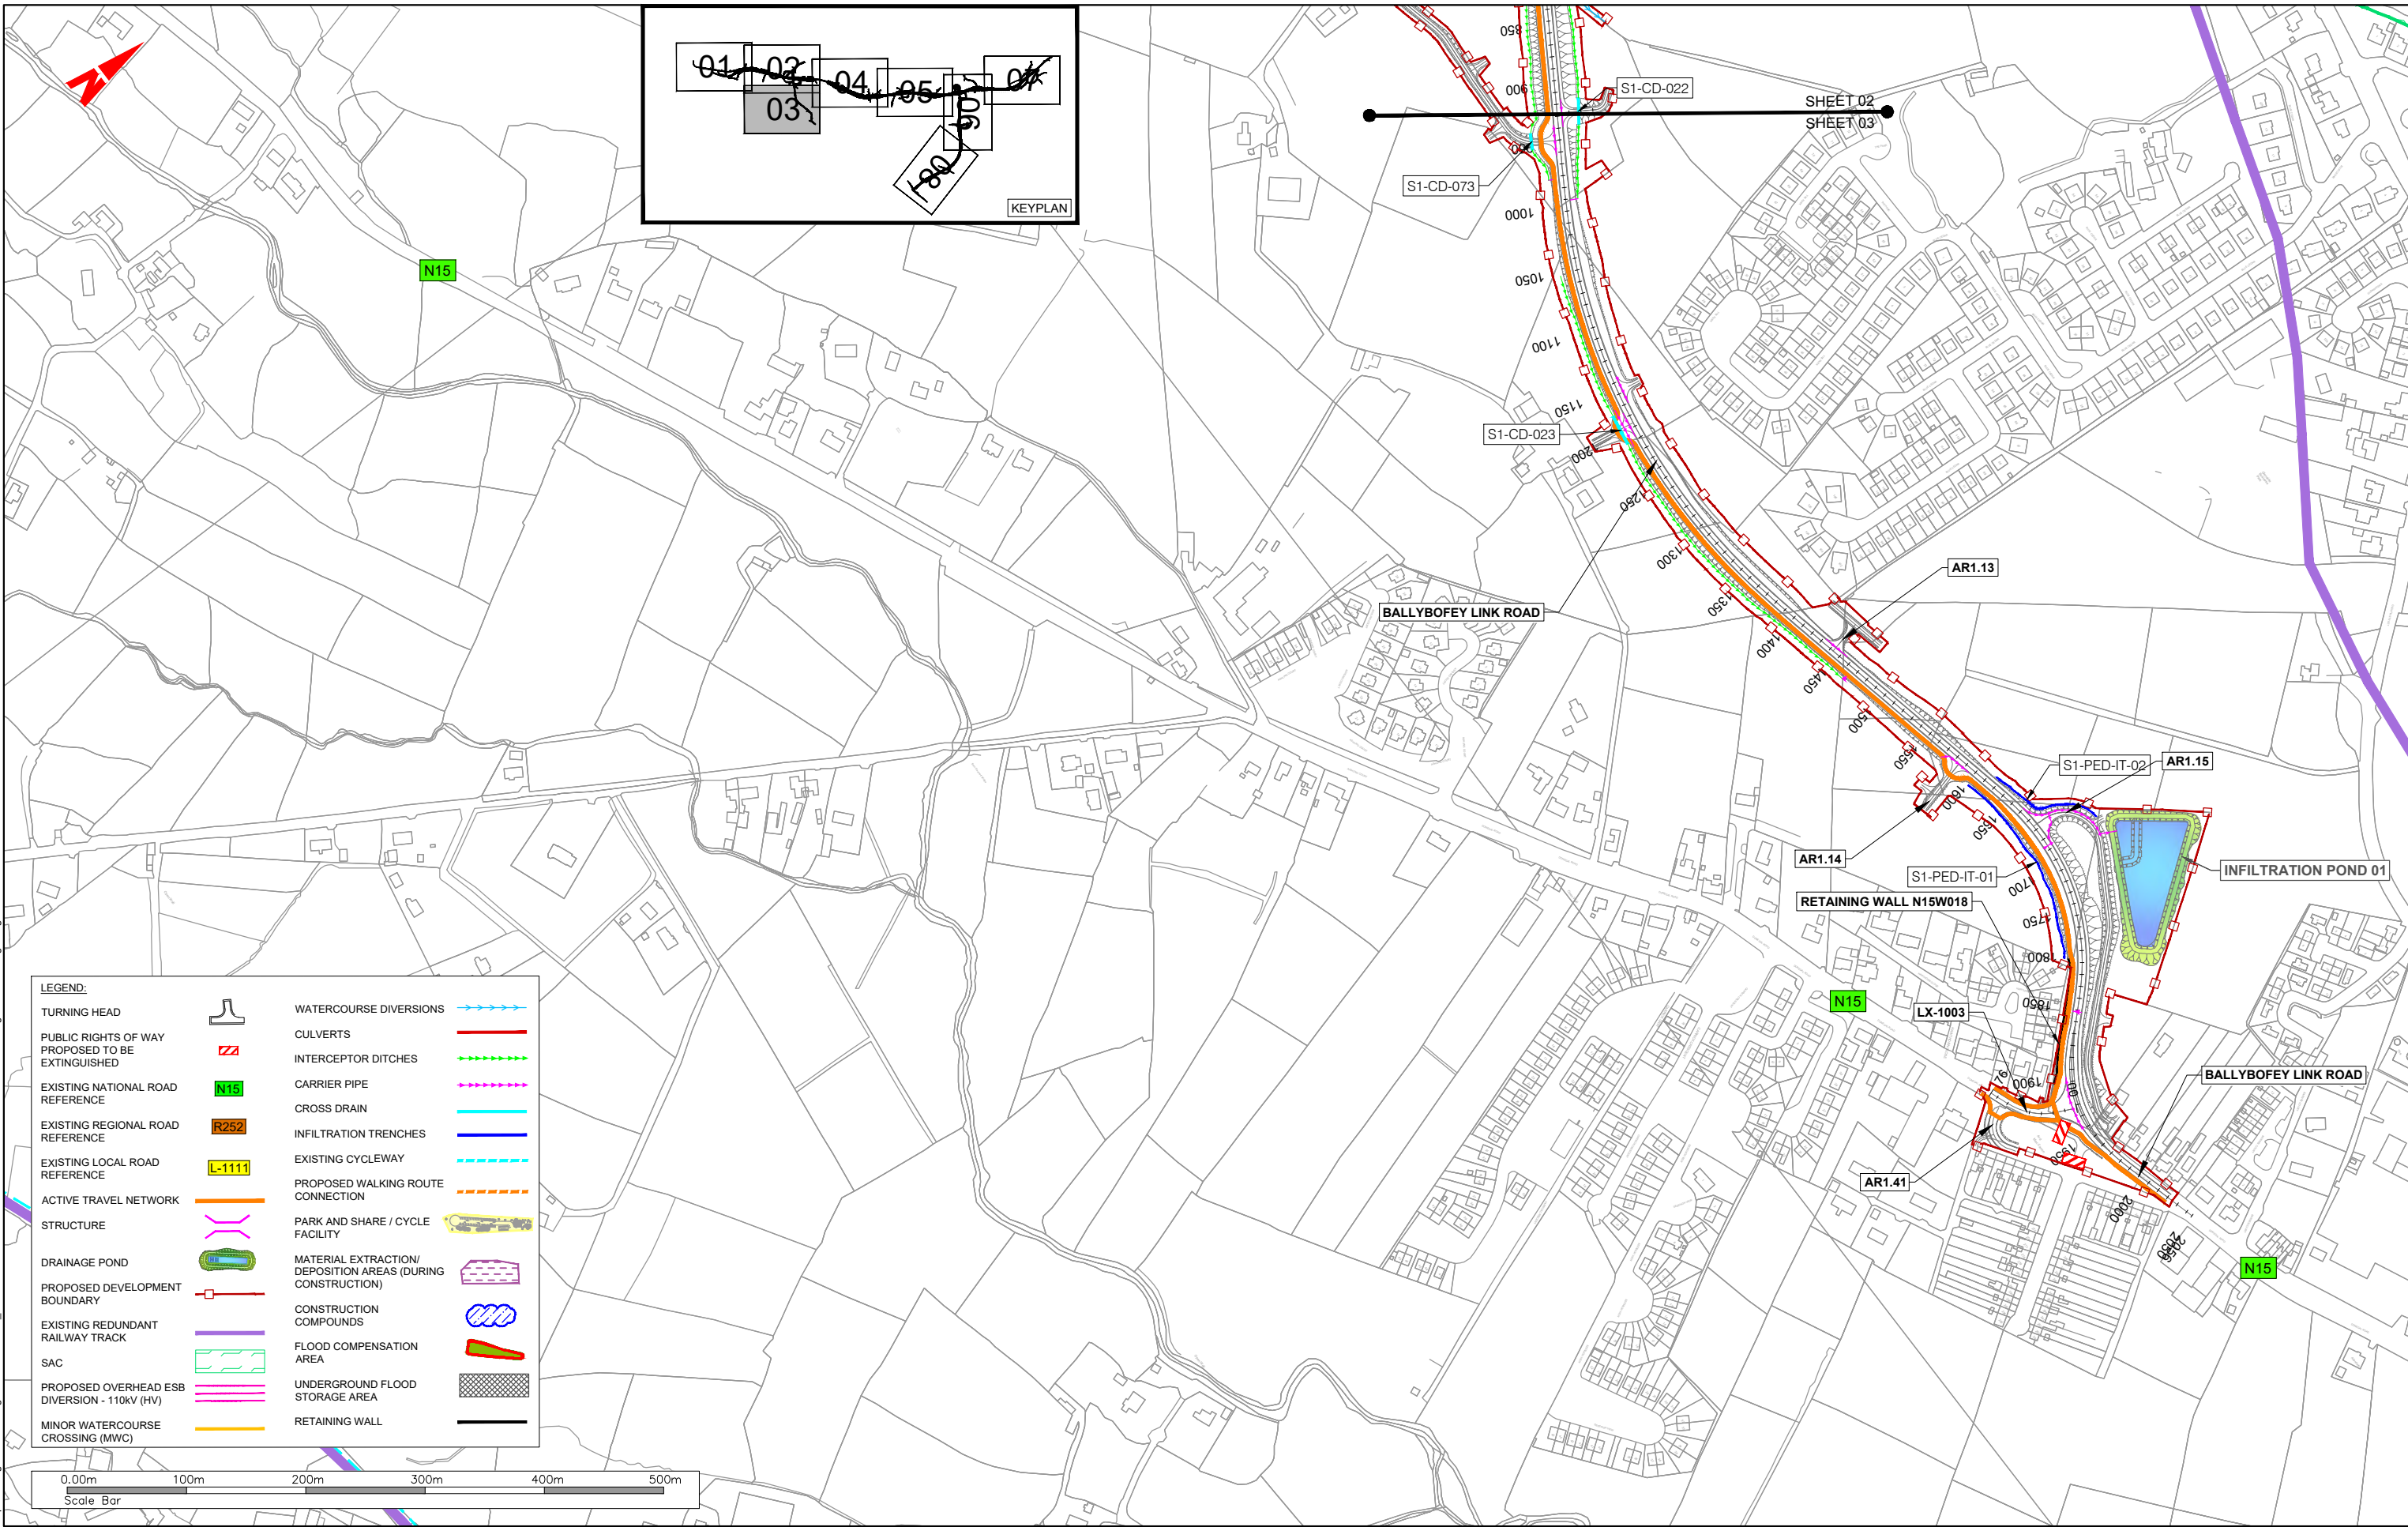 N
01
02
03
04
05
06
07
08
KEYPLAN
N15
850
900
S1-CD-022
SHEET 02
SHEET 03
S1-CD-073
1000
1050
1100
1150
S1-CD-023
1200
1250
1300
1350
BALLYBOFEY LINK ROAD
AR1.13
1400
1450
1500
1550
S1-PED-IT-02
AR1.15
1600
1650
AR1.14
S1-PED-IT-01
INFILTRATION POND 01
1700
RETAINING WALL N15W018
1750
1800
N15
1850
LX-1003
1900
BALLYBOFEY LINK ROAD
1950
AR1.41
2000
2050
2056
N15
LEGEND:
TURNING HEAD
PUBLIC RIGHTS OF WAY
PROPOSED TO BE
EXTINGUISHED
EXISTING NATIONAL ROAD
REFERENCE
N15
EXISTING REGIONAL ROAD
REFERENCE
R252
EXISTING LOCAL ROAD
REFERENCE
L-1111
ACTIVE TRAVEL NETWORK
STRUCTURE
DRAINAGE POND
PROPOSED DEVELOPMENT
BOUNDARY
EXISTING REDUNDANT
RAILWAY TRACK
SAC
PROPOSED OVERHEAD ESB
DIVERSION - 110kV (HV)
MINOR WATERCOURSE
CROSSING (MWC)
WATERCOURSE DIVERSIONS
CULVERTS
INTERCEPTOR DITCHES
CARRIER PIPE
CROSS DRAIN
INFILTRATION TRENCHES
EXISTING CYCLEWAY
PROPOSED WALKING ROUTE
CONNECTION
PARK AND SHARE / CYCLE
FACILITY
MATERIAL EXTRACTION/
DEPOSITION AREAS (DURING
CONSTRUCTION)
CONSTRUCTION
COMPOUNDS
FLOOD COMPENSATION
AREA
UNDERGROUND FLOOD
STORAGE AREA
RETAINING WALL
0.00m 100m 200m 300m 400m 500m
Scale Bar